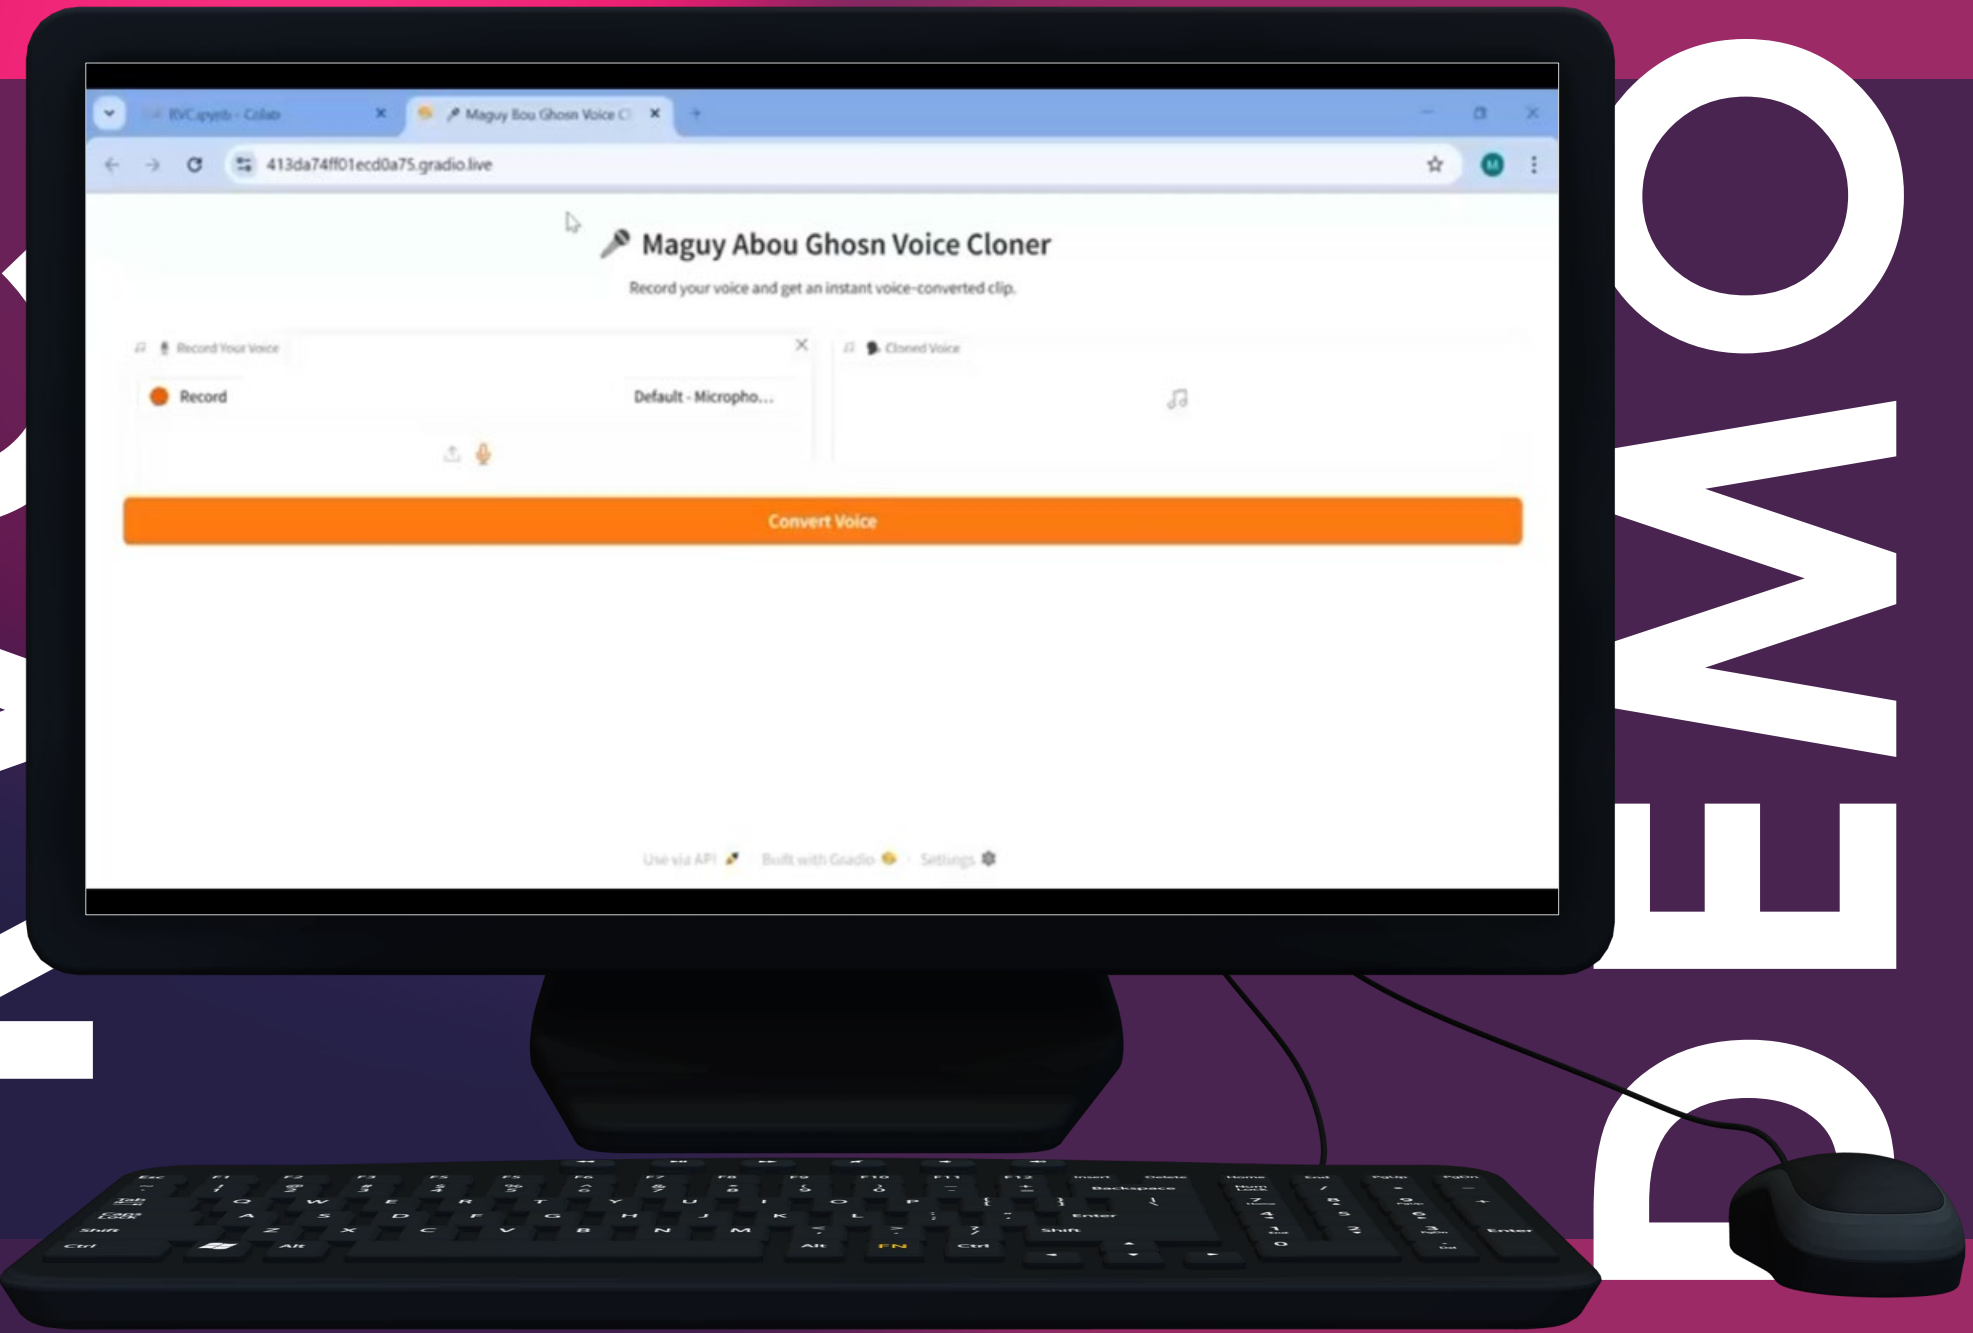 RVC.ipynb - Colab
Maguy Bou Ghosn Voice Cl
413da74ff01ecd0a75.gradio.live
M
Maguy Abou Ghosn Voice Cloner
Record your voice and get an instant voice-converted clip.
Record Your Voice
Cloned Voice
Record
Default - Micropho...
Convert Voice
Use via API
Built with Gradio
Settings
DEMO